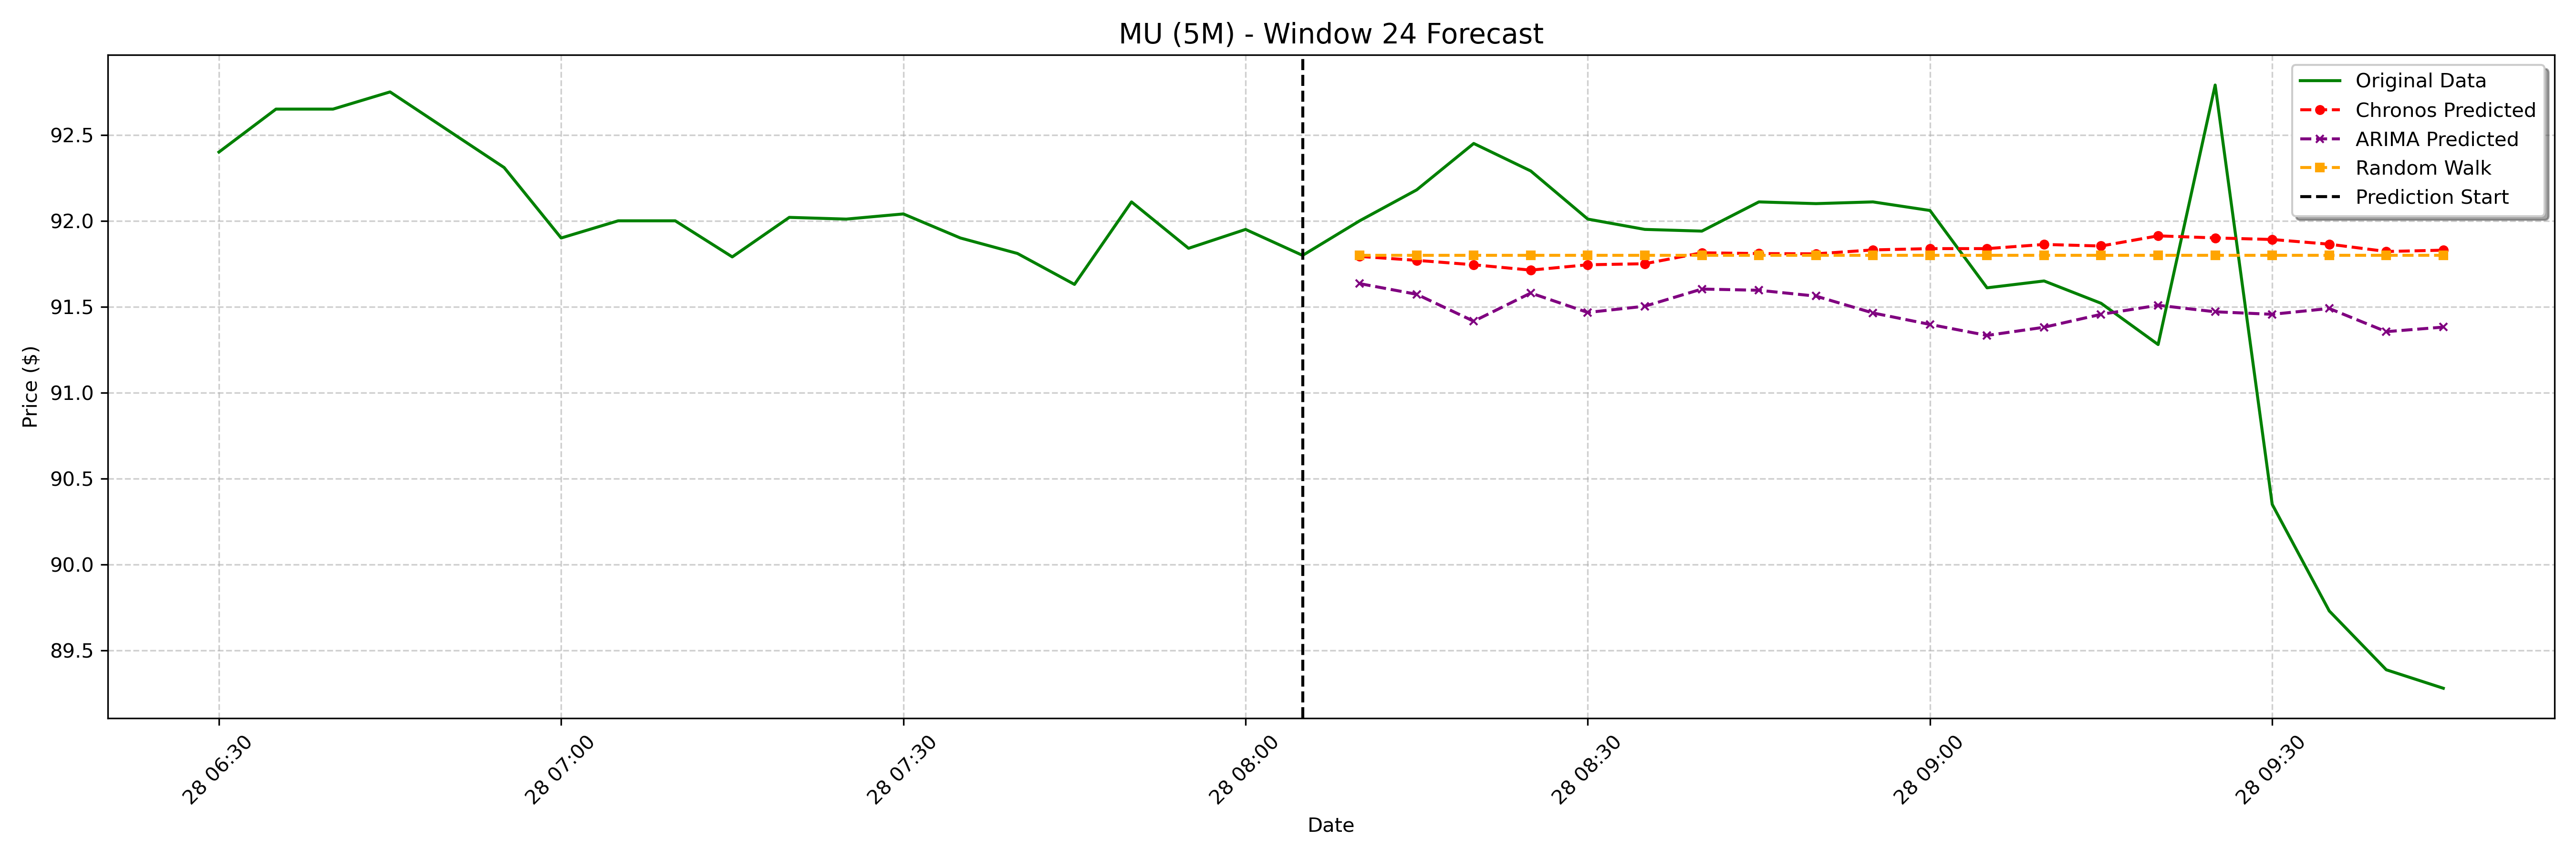 MU (5M) - Window 24 Forecast
Original Data
Chronos Predicted
ARIMA Predicted
Random Walk
Prediction Start
Price ($)
92.5
92.0
91.5
91.0
90.5
90.0
89.5
28 06:30
28 07:00
28 07:30
28 08:00
28 08:30
28 09:00
28 09:30
Date